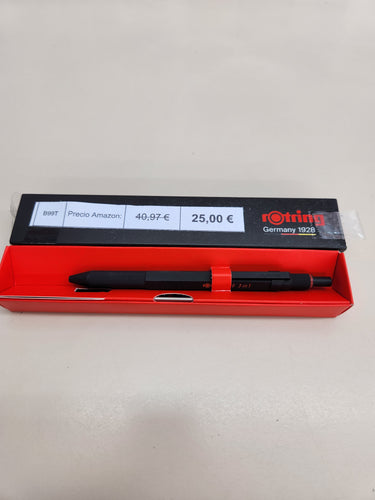 B99T Precio Amazon: 40,97 € 25,00 €
rotring
Germany 1928
3 in 1